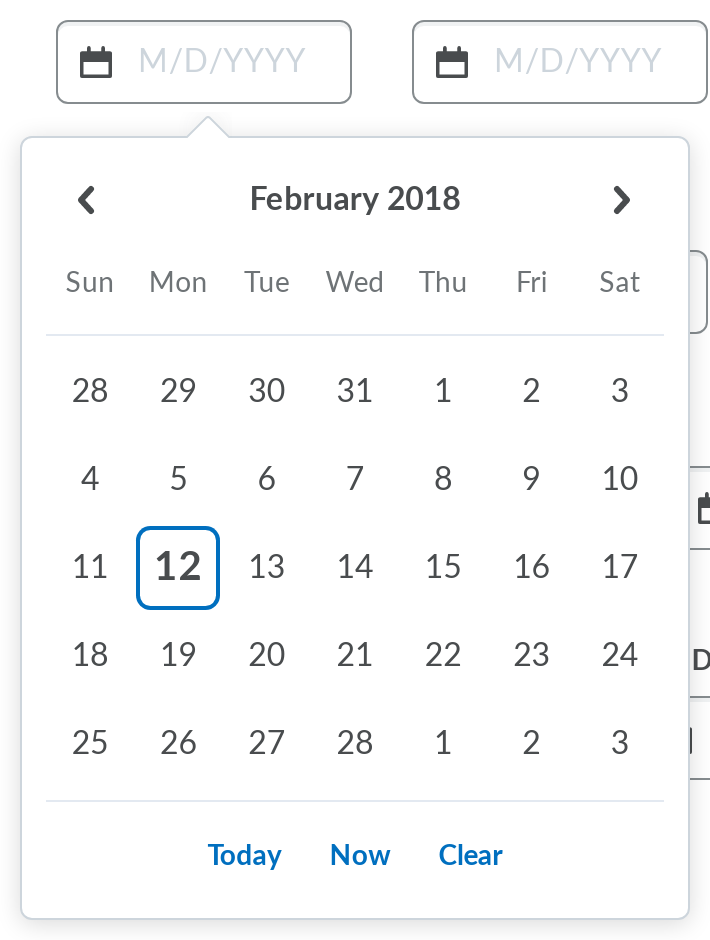 M/D/YYYY M/D/YYYY
February 2018
Sun Mon Tue Wed Thu Fri Sat
28 29 30 31 1 2 3
4 5 6 7 8 9 10
11 12 13 14 15 16 17
18 19 20 21 22 23 24
25 26 27 28 1 2 3
Today Now Clear